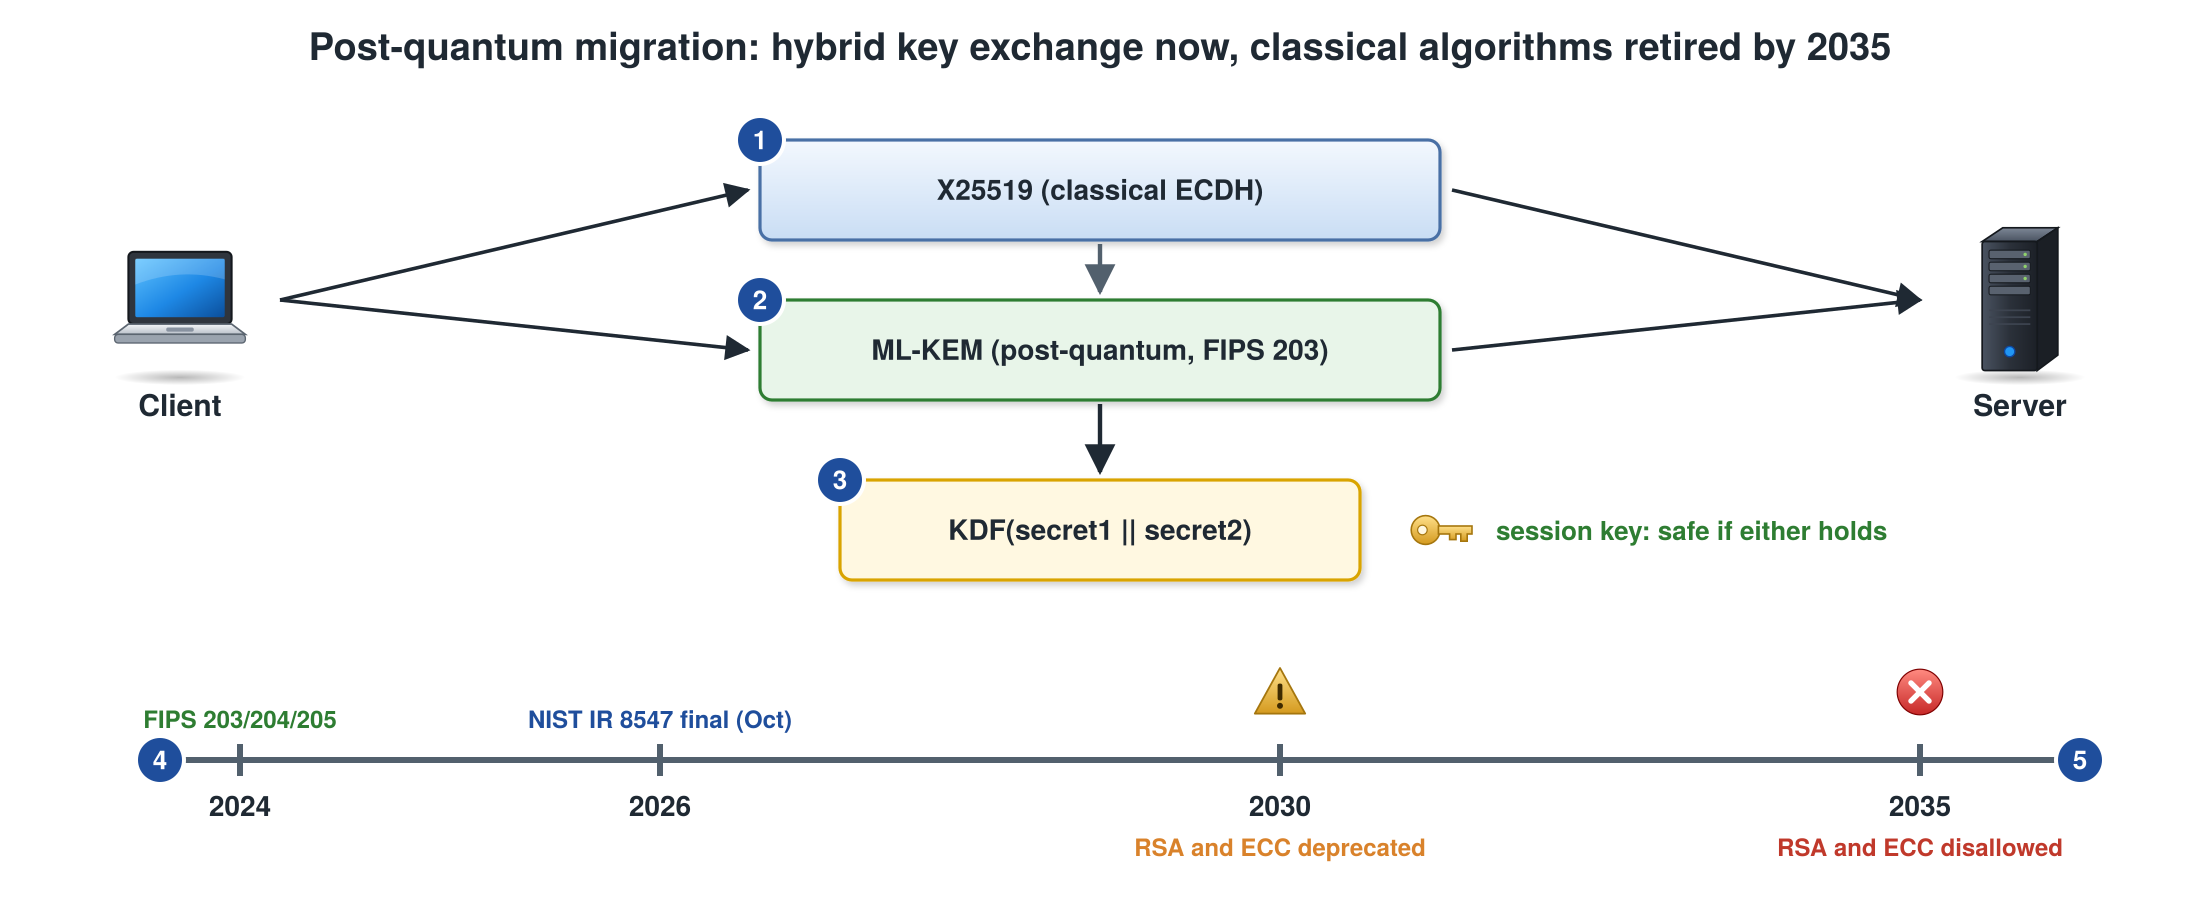 Post-quantum migration: hybrid key exchange now, classical algorithms retired by 2035
1
X25519 (classical ECDH)
2
ML-KEM (post-quantum, FIPS 203)
Client
Server
3
KDF(secret1 || secret2)
session key: safe if either holds
FIPS 203/204/205
NIST IR 8547 final (Oct)
4
5
2024
2026
2030
2035
RSA and ECC deprecated
RSA and ECC disallowed